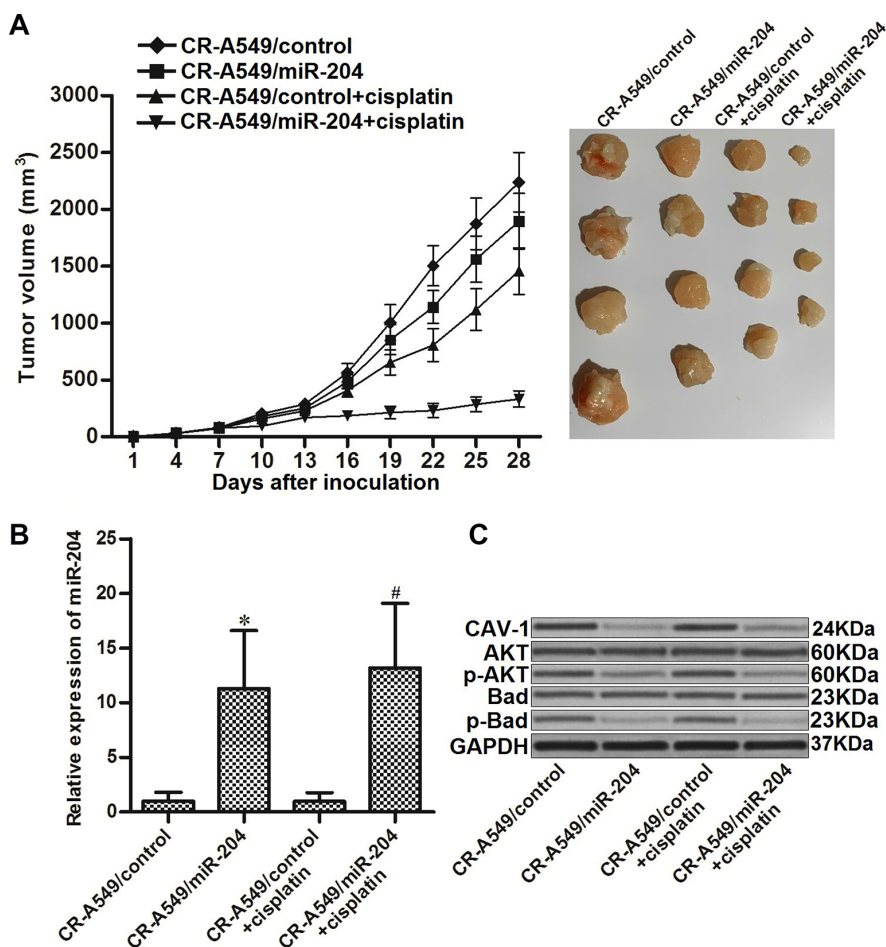 A
CR-A549/control
CR-A549/miR-204
CR-A549/control+cisplatin
CR-A549/miR-204+cisplatin
Tumor volume (mm³)
3000
2500
2000
1500
1000
500
0
1 4 7 10 13 16 19 22 25 28
Days after inoculation
CR-A549/control
CR-A549/miR-204
CR-A549/control
+cisplatin
CR-A549/miR-204
+cisplatin
B
Relative expression of miR-204
25
20
15
10
5
0
*
#
CR-A549/control
CR-A549/miR-204
CR-A549/control
+cisplatin
CR-A549/miR-204
+cisplatin
C
CAV-1 24KDa
AKT 60KDa
p-AKT 60KDa
Bad 23KDa
p-Bad 23KDa
GAPDH 37KDa
CR-A549/control
CR-A549/miR-204
CR-A549/control
+cisplatin
CR-A549/miR-204
+cisplatin